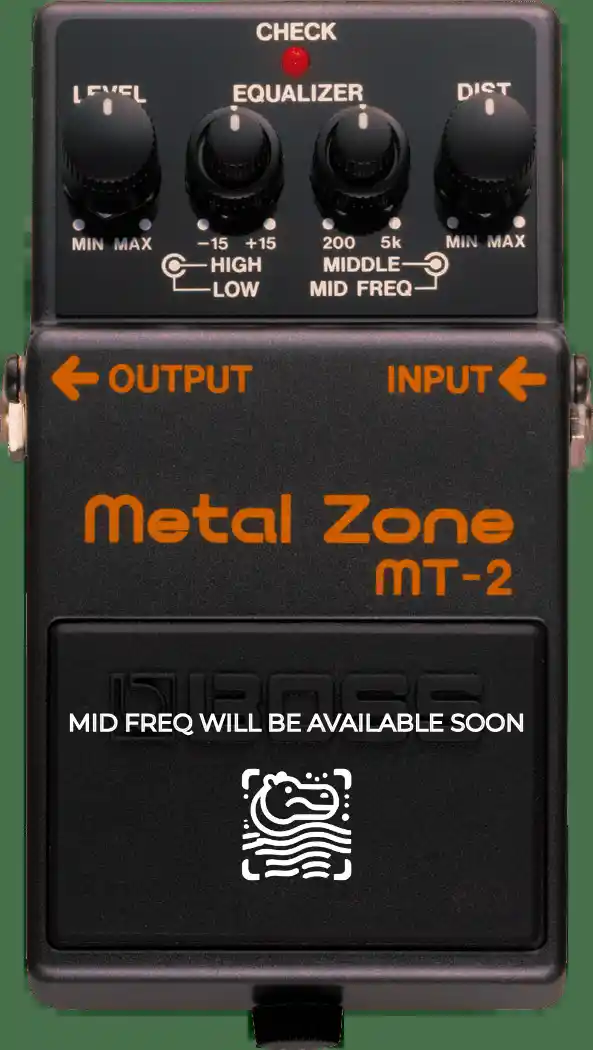 CHECK
LEVEL
EQUALIZER
DIST
MIN MAX
-15 +15
200 5k
MIN MAX
HIGH
MIDDLE
LOW
MID FREQ
OUTPUT
INPUT
Metal Zone
MT-2
BOSS
MID FREQ WILL BE AVAILABLE SOON